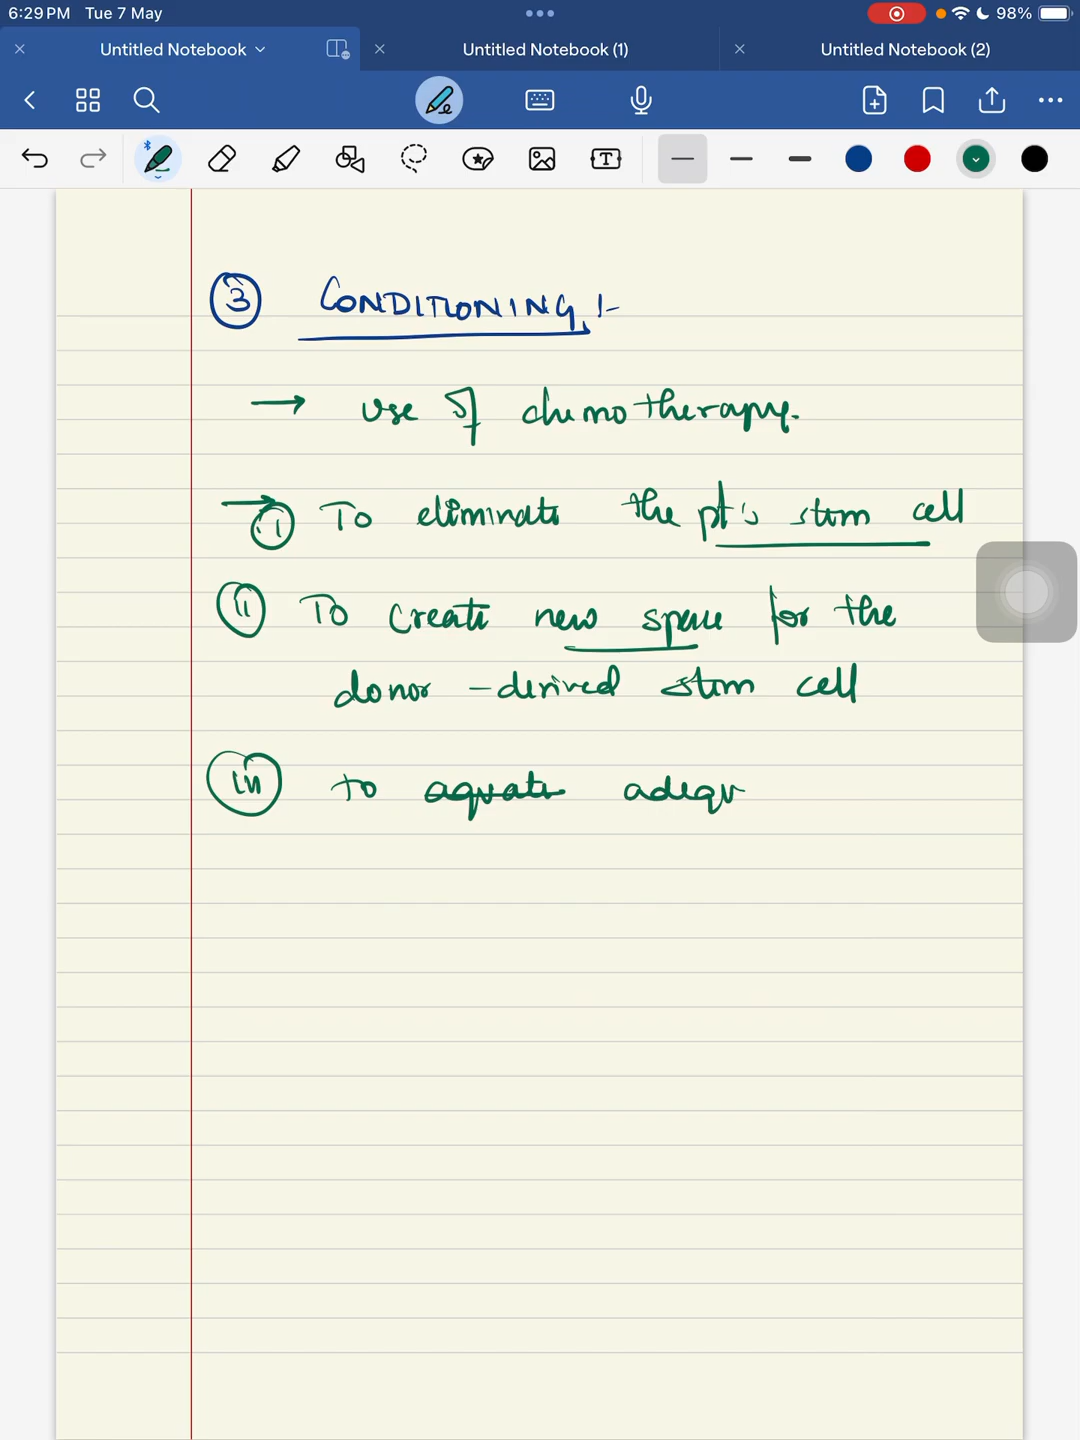 6:29 PM Tue 7 May 98%
Untitled Notebook Untitled Notebook (1) Untitled Notebook (2)
T
③ CONDITIONING :-
→ use of chemotherapy.
→ ⓘ To eliminate the pt's stem cell
ⓘⓘ To create new space for the
donor -derived stem cell
ⓘⓘⓘ to aquate adequ